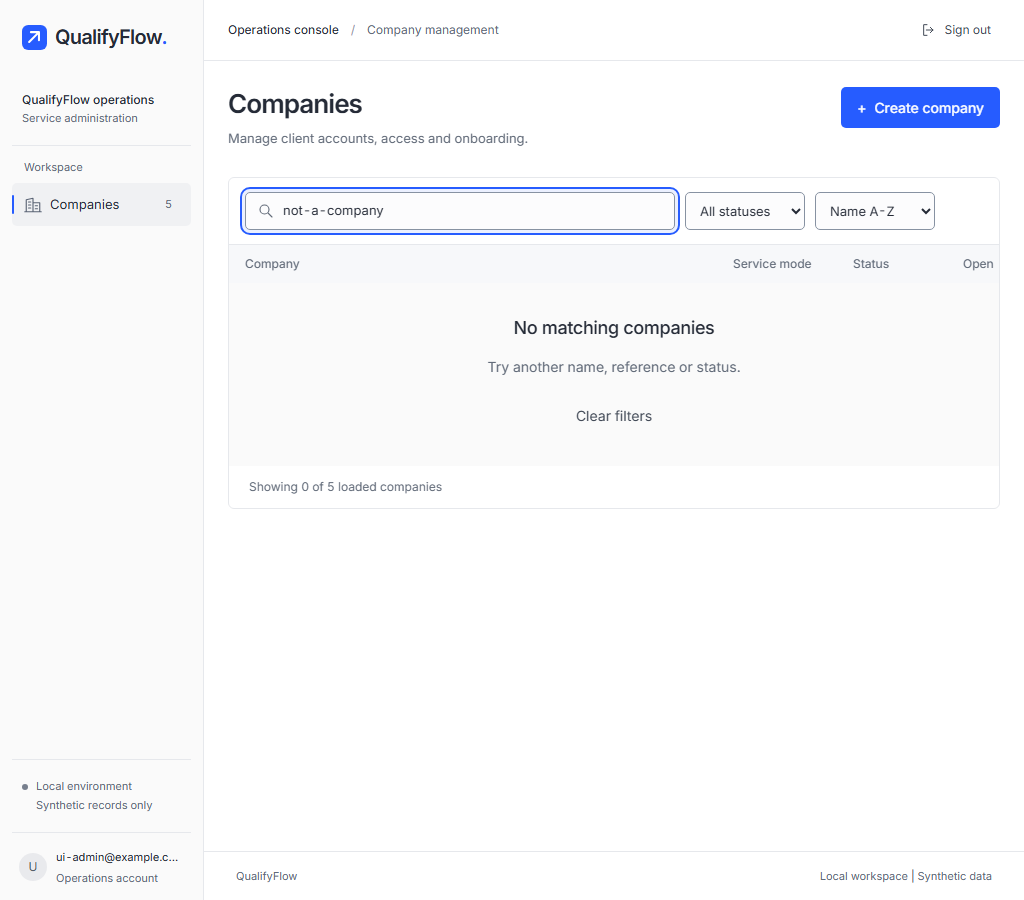 QualifyFlow.
QualifyFlow operations
Service administration
Workspace
Companies 5
Local environment
Synthetic records only
U
ui-admin@example.c...
Operations account
Operations console / Company management
Sign out
Companies
Manage client accounts, access and onboarding.
+ Create company
not-a-company
All statuses
Name A-Z
Company Service mode Status Open
No matching companies
Try another name, reference or status.
Clear filters
Showing 0 of 5 loaded companies
QualifyFlow
Local workspace | Synthetic data